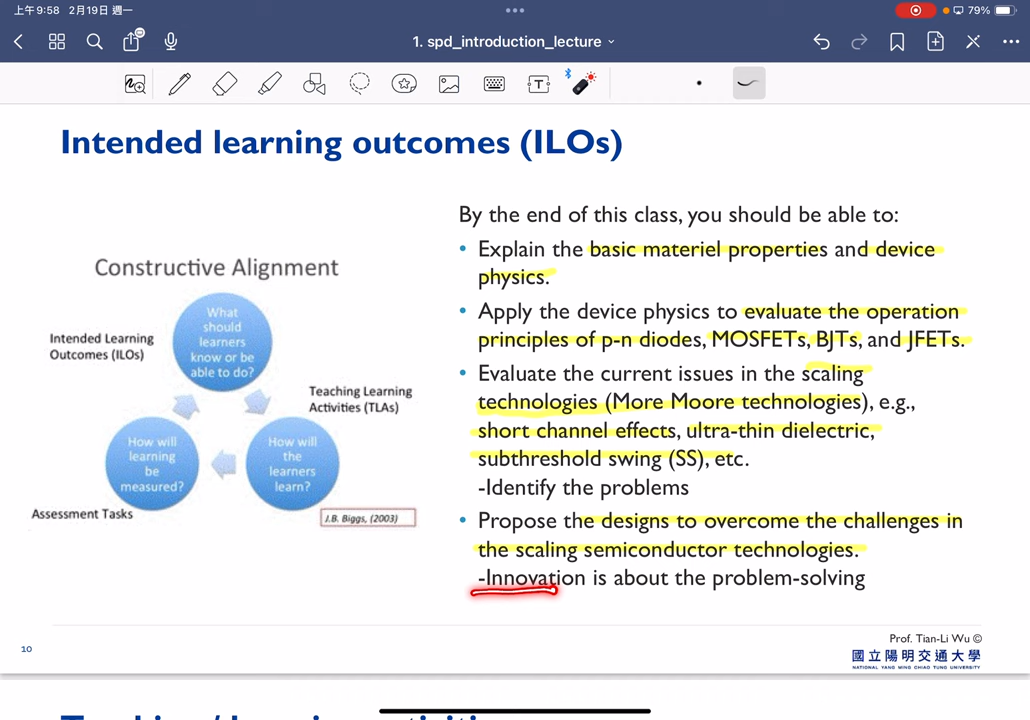 上午9:58 2月19日 週一
79%
1. spd_introduction_lecture
T
Intended learning outcomes (ILOs)
By the end of this class, you should be able to:
• Explain the basic materiel properties and device
physics.
• Apply the device physics to evaluate the operation
principles of p-n diodes, MOSFETs, BJTs, and JFETs.
• Evaluate the current issues in the scaling
technologies (More Moore technologies), e.g.,
short channel effects, ultra-thin dielectric,
subthreshold swing (SS), etc.
-Identify the problems
• Propose the designs to overcome the challenges in
the scaling semiconductor technologies.
-Innovation is about the problem-solving
Constructive Alignment
What
should
learners
know or be
able to do?
Intended Learning
Outcomes (ILOs)
Teaching Learning
Activities (TLAs)
How will
learning
be
measured?
How will
the
learners
learn?
Assessment Tasks
J.B. Biggs, (2003)
10
Prof. Tian-Li Wu ©
國立陽明交通大學
NATIONAL YANG MING CHIAO TUNG UNIVERSITY